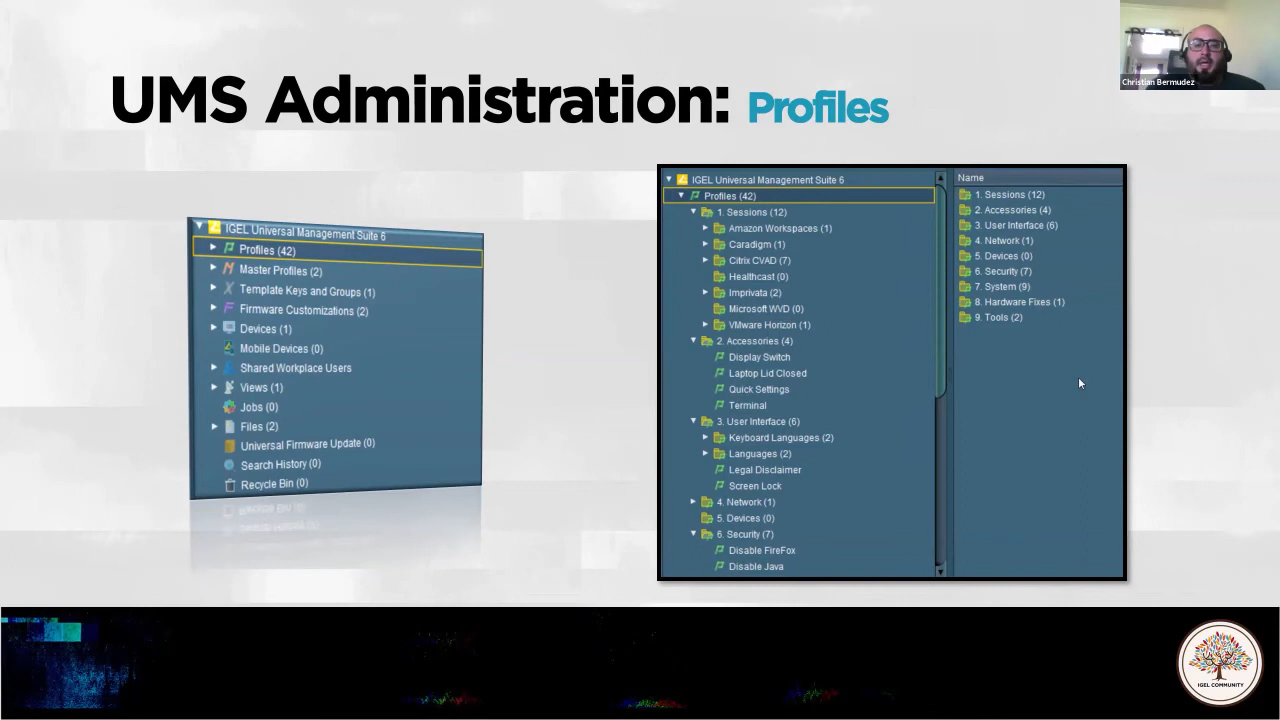 UMS Administration: Profiles
Christian Bermudez
IGEL Universal Management Suite 6
Profiles (42)
Master Profiles (2)
Template Keys and Groups (1)
Firmware Customizations (2)
Devices (1)
Mobile Devices (0)
Shared Workplace Users
Views (1)
Jobs (0)
Files (2)
Universal Firmware Update (0)
Search History (0)
Recycle Bin (0)
IGEL Universal Management Suite 6
Profiles (42)
1. Sessions (12)
Amazon Workspaces (1)
Caradigm (1)
Citrix CVAD (7)
Healthcast (0)
Imprivata (2)
Microsoft WVD (0)
VMware Horizon (1)
2. Accessories (4)
Display Switch
Laptop Lid Closed
Quick Settings
Terminal
3. User Interface (6)
Keyboard Languages (2)
Languages (2)
Legal Disclaimer
Screen Lock
4. Network (1)
5. Devices (0)
6. Security (7)
Disable FireFox
Disable Java
Name
1. Sessions (12)
2. Accessories (4)
3. User Interface (6)
4. Network (1)
5. Devices (0)
6. Security (7)
7. System (9)
8. Hardware Fixes (1)
9. Tools (2)
IGEL COMMUNITY